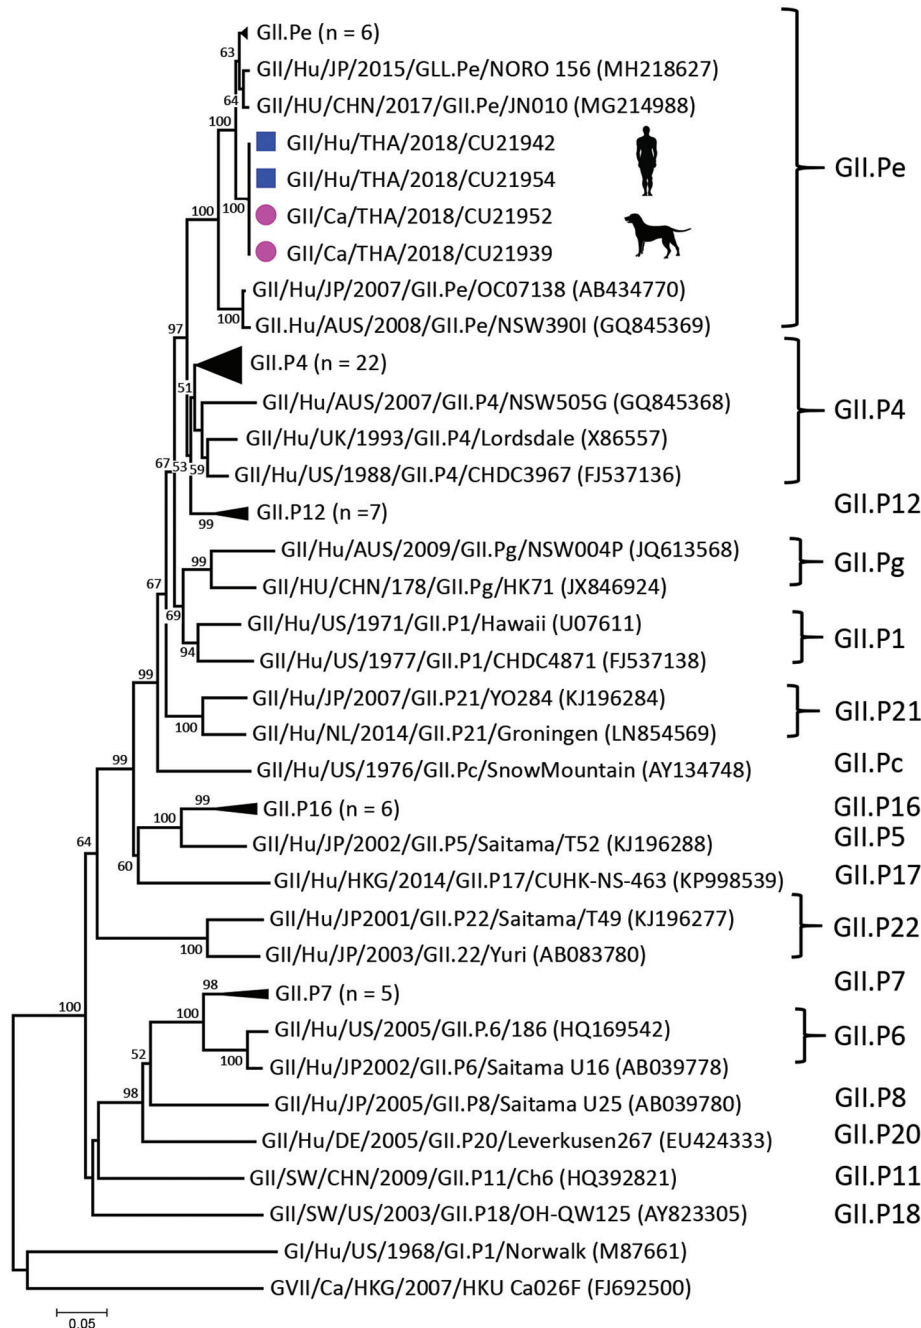 GII.Pe (n = 6)
63
GII/Hu/JP/2015/GLL.Pe/NORO 156 (MH218627)
64
GII/HU/CHN/2017/GII.Pe/JN010 (MG214988)
100
GII/Hu/THA/2018/CU21942
GII.Pe
GII/Hu/THA/2018/CU21954
100
GII/Ca/THA/2018/CU21952
100
GII/Ca/THA/2018/CU21939
GII/Hu/JP/2007/GII.Pe/OC07138 (AB434770)
100
GII.Hu/AUS/2008/GII.Pe/NSW390I (GQ845369)
97
GII.P4 (n = 22)
51
GII/Hu/AUS/2007/GII.P4/NSW505G (GQ845368)
GII.P4
GII/Hu/UK/1993/GII.P4/Lordsdale (X86557)
67
53
59
GII/Hu/US/1988/GII.P4/CHDC3967 (FJ537136)
GII.P12 (n =7)
GII.P12
99
GII/Hu/AUS/2009/GII.Pg/NSW004P (JQ613568)
99
GII.Pg
GII/HU/CHN/178/GII.Pg/HK71 (JX846924)
67
69
GII/Hu/US/1971/GII.P1/Hawaii (U07611)
GII.P1
94
GII/Hu/US/1977/GII.P1/CHDC4871 (FJ537138)
99
GII/Hu/JP/2007/GII.P21/YO284 (KJ196284)
GII.P21
100
GII/Hu/NL/2014/GII.P21/Groningen (LN854569)
99
GII/Hu/US/1976/GII.Pc/SnowMountain (AY134748)
GII.Pc
99
GII.P16 (n = 6)
GII.P16
100
GII/Hu/JP/2002/GII.P5/Saitama/T52 (KJ196288)
GII.P5
64
60
GII/Hu/HKG/2014/GII.P17/CUHK-NS-463 (KP998539)
GII.P17
GII/Hu/JP2001/GII.P22/Saitama/T49 (KJ196277)
GII.P22
100
GII/Hu/JP/2003/GII.22/Yuri (AB083780)
98
GII.P7 (n = 5)
GII.P7
100
100
GII/Hu/US/2005/GII.P.6/186 (HQ169542)
GII.P6
52
100
GII/Hu/JP2002/GII.P6/Saitama U16 (AB039778)
98
GII/Hu/JP/2005/GII.P8/Saitama U25 (AB039780)
GII.P8
GII/Hu/DE/2005/GII.P20/Leverkusen267 (EU424333)
GII.P20
GII/SW/CHN/2009/GII.P11/Ch6 (HQ392821)
GII.P11
GII/SW/US/2003/GII.P18/OH-QW125 (AY823305)
GII.P18
GI/Hu/US/1968/GI.P1/Norwalk (M87661)
GVII/Ca/HKG/2007/HKU Ca026F (FJ692500)
0.05